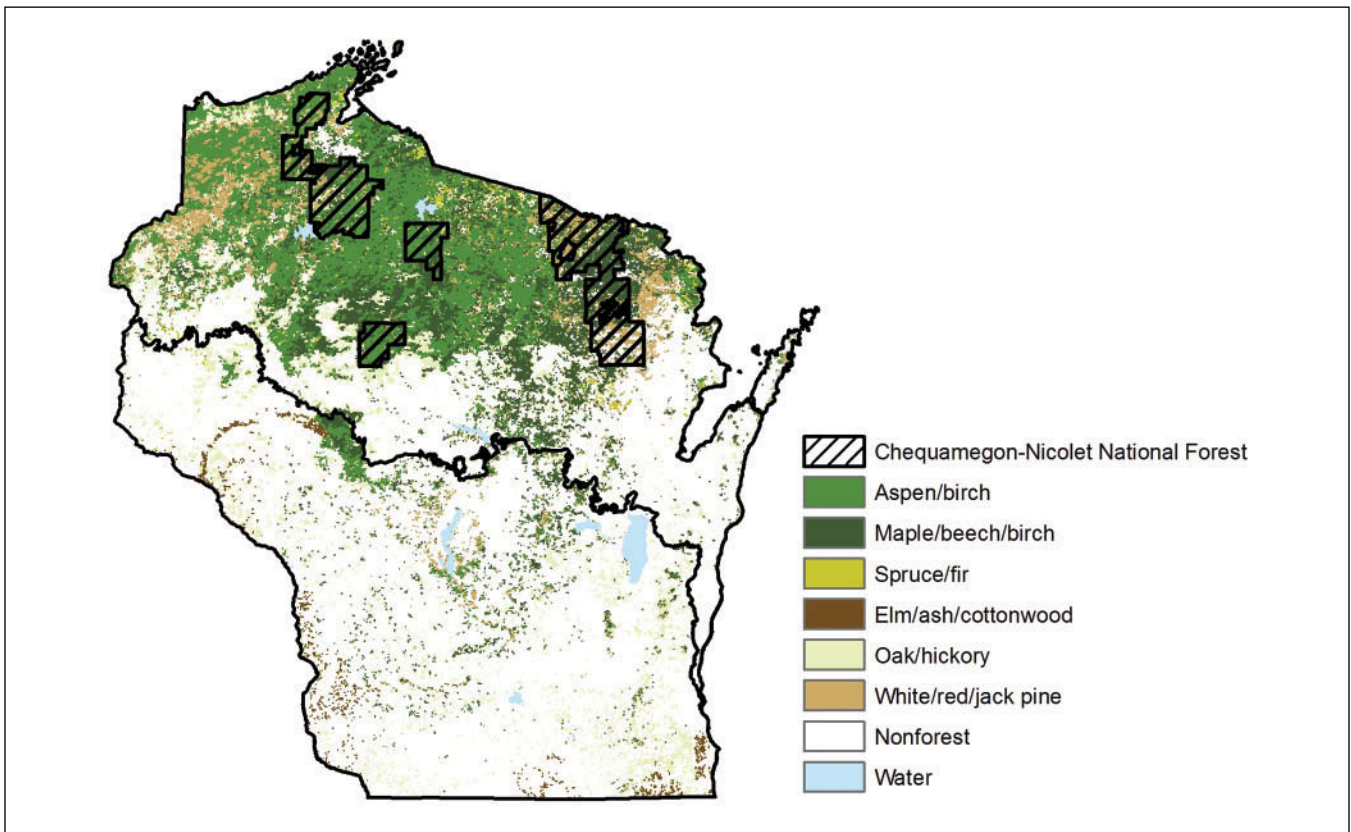 Chequamegon-Nicolet National Forest
Aspen/birch
Maple/beech/birch
Spruce/fir
Elm/ash/cottonwood
Oak/hickory
White/red/jack pine
Nonforest
Water